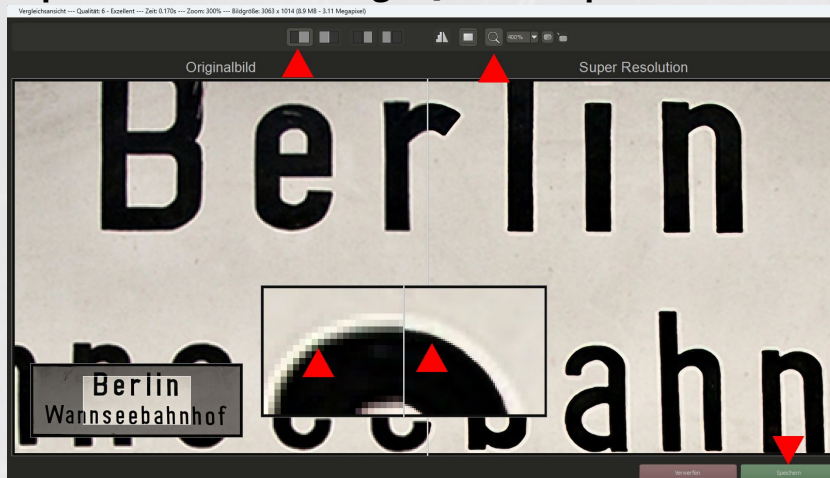 Vergleichsansicht --- Qualität: 6 - Exzellent --- Zeit: 0.170s --- Zoom: 300% --- Bildgröße: 3063 x 1014 (8.9 MB - 3.11 Megapixel)
400%
Originalbild
Super Resolution
Berlin
Berlin
Wannseebahnhof
Verwerfen
Speichern